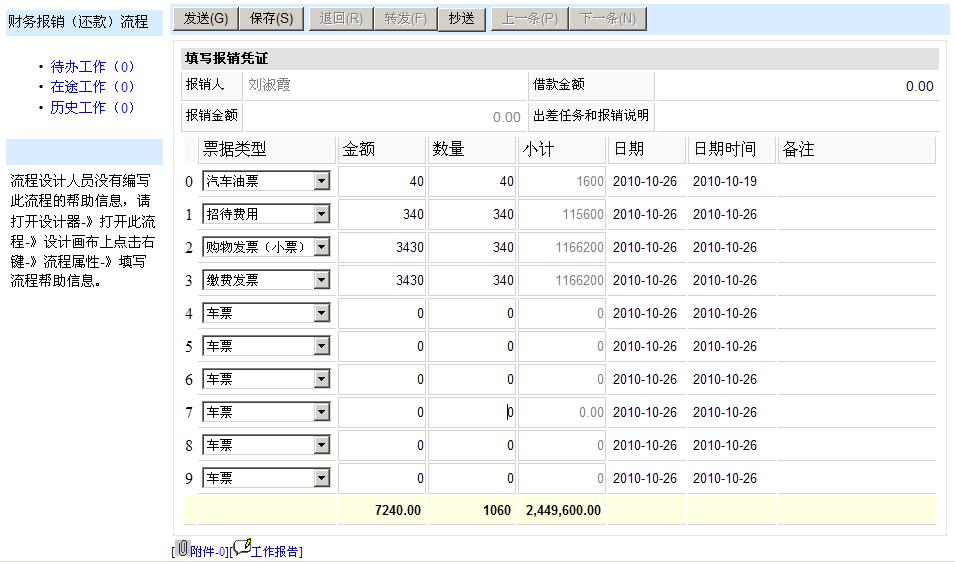 财务报销（还款）流程
• 待办工作（0）
• 在途工作（0）
• 历史工作（0）
流程设计人员没有编写
此流程的帮助信息，请
打开设计器-》打开此流
程-》设计画布上点击右
键-》流程属性-》填写
流程帮助信息。
发送(G) 保存(S) 退回(R) 转发(F) 抄送 上一条(P) 下一条(N)
填写报销凭证
报销人 刘淑霞 借款金额 0.00
报销金额 0.00 出差任务和报销说明
票据类型 金额 数量 小计 日期 日期时间 备注
0 汽车油票 40 40 1600 2010-10-26 2010-10-19
1 招待费用 340 340 115600 2010-10-26 2010-10-26
2 购物发票（小票） 3430 340 1166200 2010-10-26 2010-10-26
3 缴费发票 3430 340 1166200 2010-10-26 2010-10-26
4 车票 0 0 0 2010-10-26 2010-10-26
5 车票 0 0 0 2010-10-26 2010-10-26
6 车票 0 0 0 2010-10-26 2010-10-26
7 车票 0 0 0.00 2010-10-26 2010-10-26
8 车票 0 0 0 2010-10-26 2010-10-26
9 车票 0 0 0 2010-10-26 2010-10-26
7240.00 1060 2,449,600.00
[附件-0][工作报告]